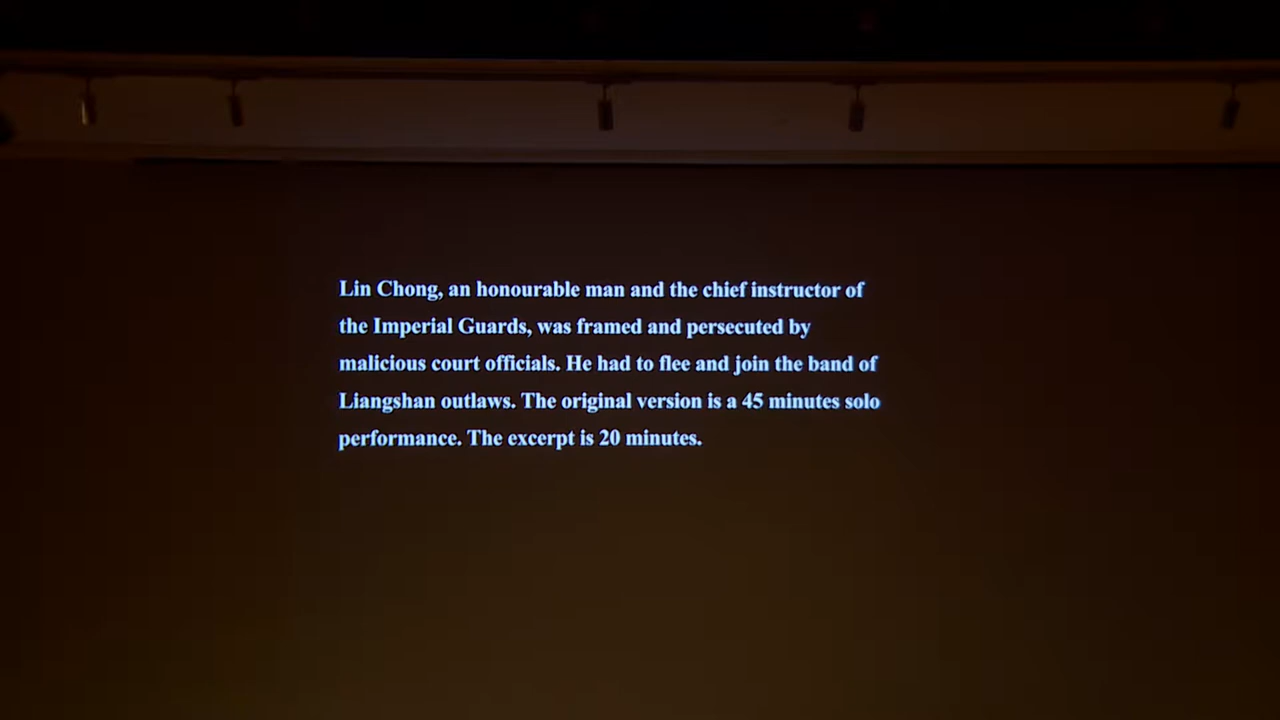 Lin Chong, an honourable man and the chief instructor of
the Imperial Guards, was framed and persecuted by
malicious court officials. He had to flee and join the band of
Liangshan outlaws. The original version is a 45 minutes solo
performance. The excerpt is 20 minutes.